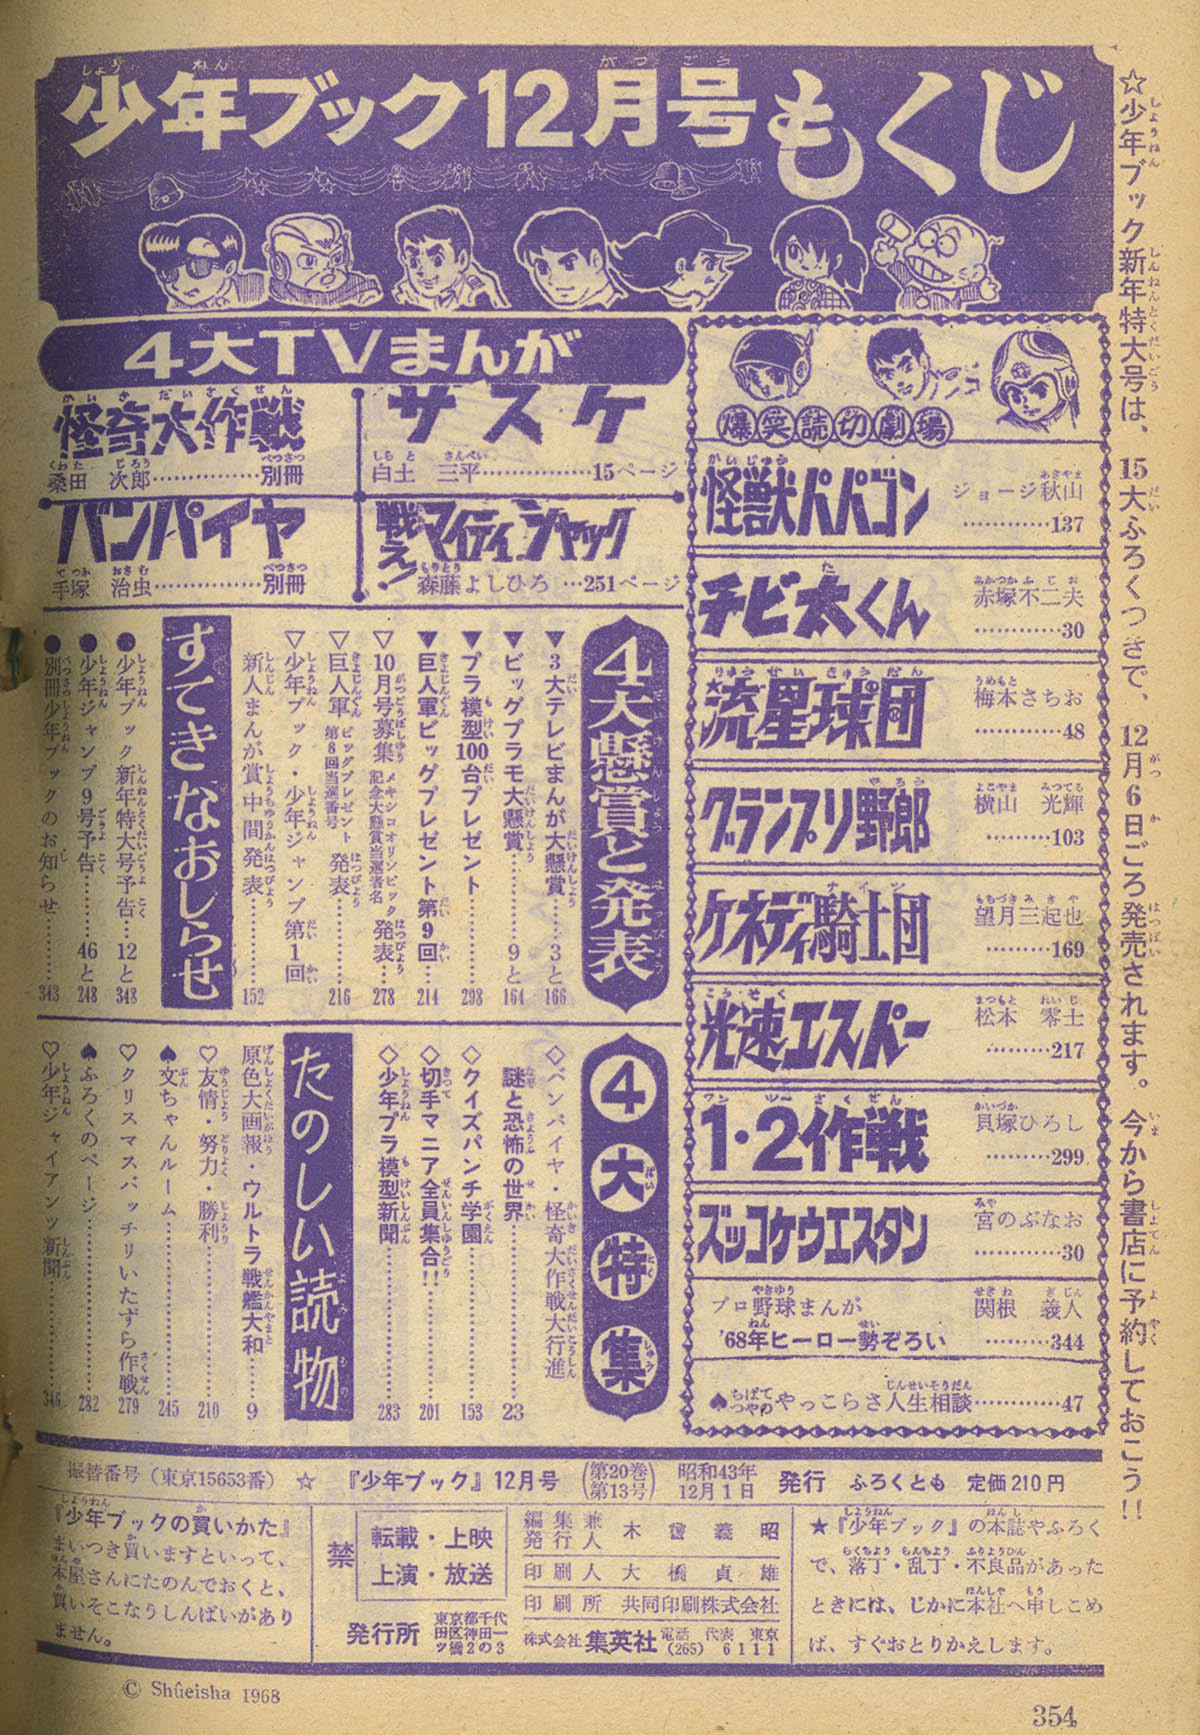 少年ブック12月号もくじ
☆少年ブック新年特大号は、15大ふろくつきで、12月6日ごろ発売されます。今から書店に予約しておこう!!
4大TVまんが
怪奇大作戦
桑田 次郎……………別冊
サスケ
白土 三平……………15ページ
バンパイヤ
手塚 治虫……………別冊
戦え!マイティジャック
森藤よしひろ…251ページ
爆笑読切劇場
怪獣パパゴン
ジョージ秋山
…………137
チビ太くん
赤塚不二夫
…………30
★流星球団
梅本さちお
…………48
グランプリ野郎
横山 光輝
………103
ケネディ騎士団
望月三起也
………169
光速エスパー
松本 零士
………217
1・2作戦
貝塚ひろし
………299
ズッコケウエスタン
宮のぶなお
…………30
プロ野球まんが
'68年ヒーロー勢ぞろい
関根 義人
………344
♠ちばてつやのやっこらさ人生相談…………47
4大懸賞と発表
▼3大テレビまんが大懸賞……3と166
▼ビッグプラモ大懸賞………9と164
▼プラ模型100台プレゼント………298
▼巨人軍ビッグプレゼント第9回…214
▽10月号募集メキシコオリンピック記念大懸賞当選者名発表…278
▽巨人軍ビッグプレゼント第8回当選番号発表………216
▽少年ブック・少年ジャンプ第1回
新人まんが賞中間発表………152
すてきなおしらせ
●少年ブック新年特大号予告…12と348
●少年ジャンプ9号予告……46と248
●別冊少年ブックのお知らせ………343
4大特集
◇バンパイヤ・怪奇大作戦大行進
謎と恐怖の世界……………23
◇クイズパンチ学園……………153
◇切手マニア全員集合!!………201
◇少年プラ模型新聞……………283
たのしい読物
原色大画報・ウルトラ戦艦大和…9
♡友情・努力・勝利……………210
♠文ちゃんルーム………………245
♡クリスマスバッチリいたずら作戦 279
♠ふろくのページ………………282
♡少年ジャイアンツ新聞…………346
振替番号(東京15653番) ☆ 『少年ブック』12月号 (第20巻第13号) 昭和43年12月1日 発行 ふろくとも 定価210円
『少年ブックの買いかた』
まいつき買いますといって、
本屋さんにたのんでおくと、
買いそこなうしんぱいがあり
ません。
禁 転載・上映
上演・放送
発行所 東京都千代田区神田一ツ橋2の3
編集兼発行人 木曾義昭
印刷人 大橋貞雄
印刷所 共同印刷株式会社
株式会社 集英社 電話(265) 代表 東京6111
★『少年ブック』の本誌やふろく
で、落丁・乱丁・不良品があった
ときには、じかに本社へ申しこめ
ば、すぐおとりかえします。
© Shûeisha 1968
354